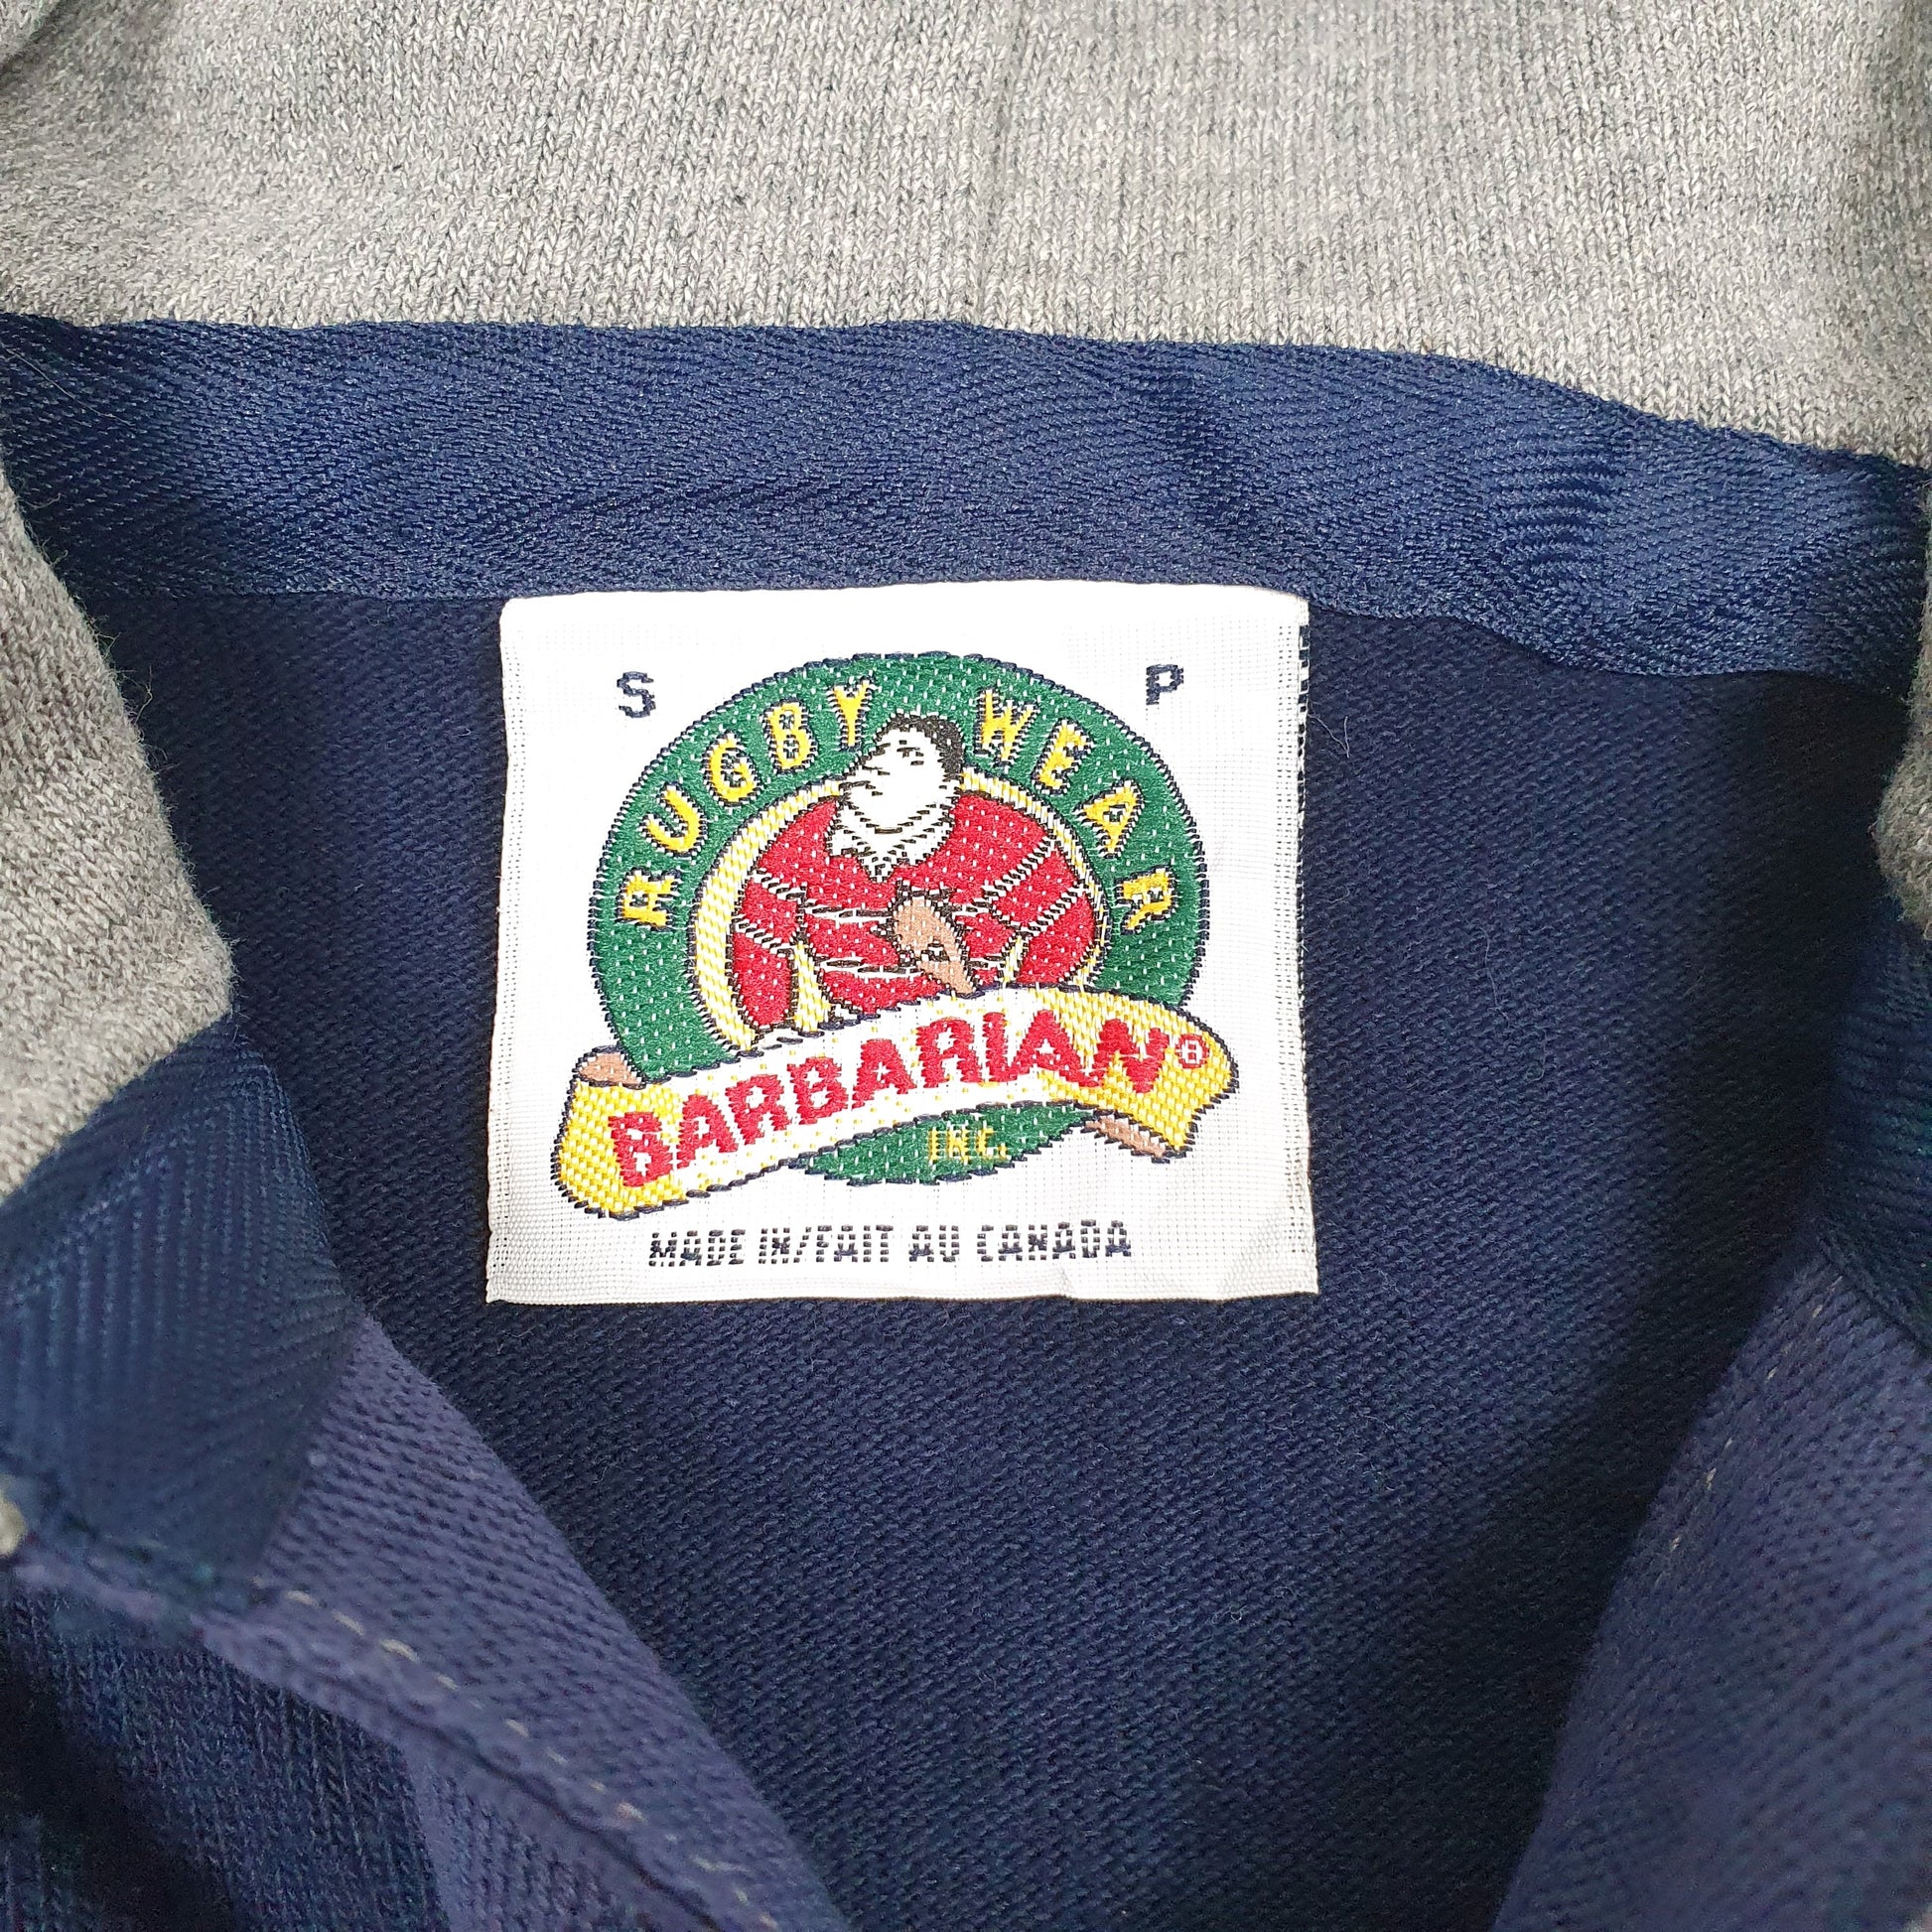 S P
RUGBY WEAR
BARBARIAN®
INC.
MADE IN/FAIT AU CANADA